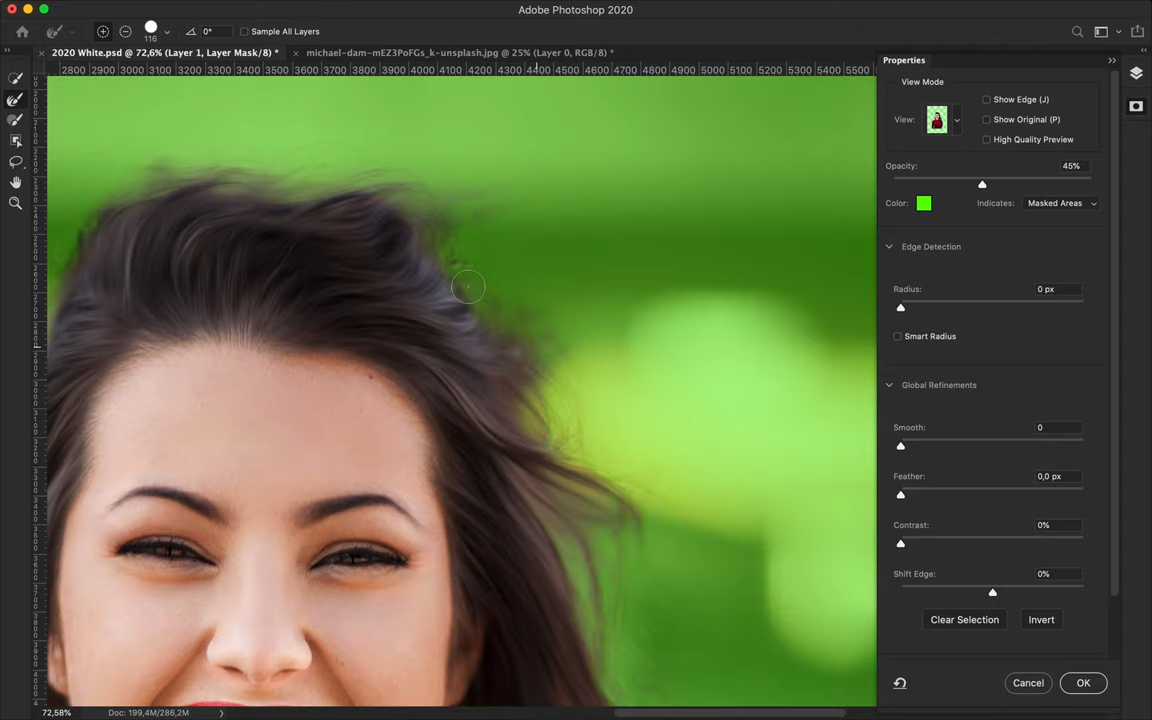 Adobe Photoshop 2020
116
0°
Sample All Layers
2020 White.psd @ 72,6% (Layer 1, Layer Mask/8) *
michael-dam-mEZ3PoFGs_k-unsplash.jpg @ 25% (Layer 0, RGB/8) *
2800 2900 3000 3100 3200 3300 3400 3500 3600 3700 3800 3900 4000 4100 4200 4300 4400 4500 4600 4700 4800 4900 5000 5100 5200 5300 5400 5500
Properties
View Mode
Show Edge (J)
View:
Show Original (P)
High Quality Preview
Opacity:
45%
Color:
Indicates:
Masked Areas
Edge Detection
Radius:
0 px
Smart Radius
Global Refinements
Smooth:
0
Feather:
0,0 px
Contrast:
0%
Shift Edge:
0%
Clear Selection
Invert
Cancel
OK
72,58%
Doc: 199,4M/286,2M